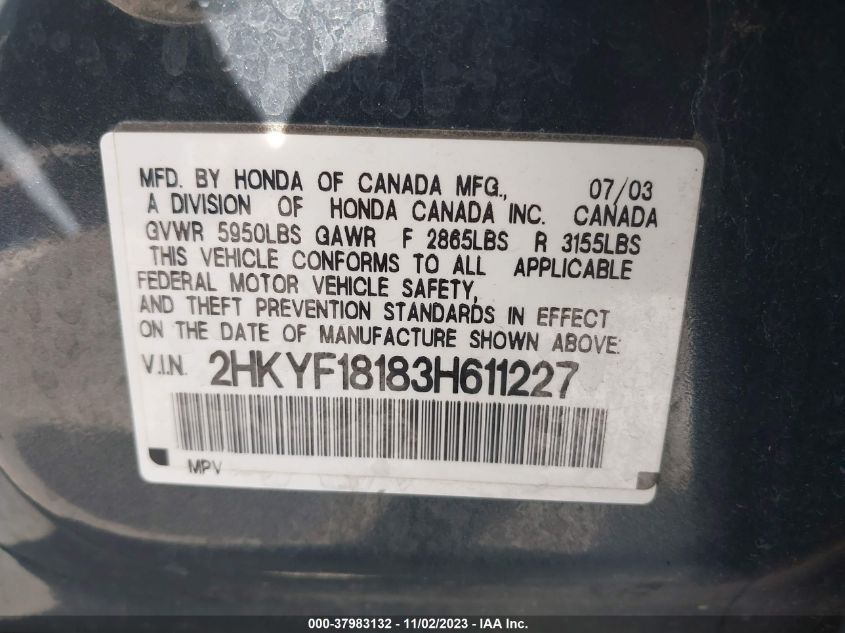 MFD. BY HONDA OF CANADA MFG., 07/03
A DIVISION OF HONDA CANADA INC. CANADA
GVWR 5950LBS GAWR F 2865LBS R 3155LBS
THIS VEHICLE CONFORMS TO ALL APPLICABLE
FEDERAL MOTOR VEHICLE SAFETY,
AND THEFT PREVENTION STANDARDS IN EFFECT
ON THE DATE OF MANUFACTURE SHOWN ABOVE.
V.I.N. 2HKYF18183H611227
MPV
000-37983132 - 11/02/2023 - IAA Inc.